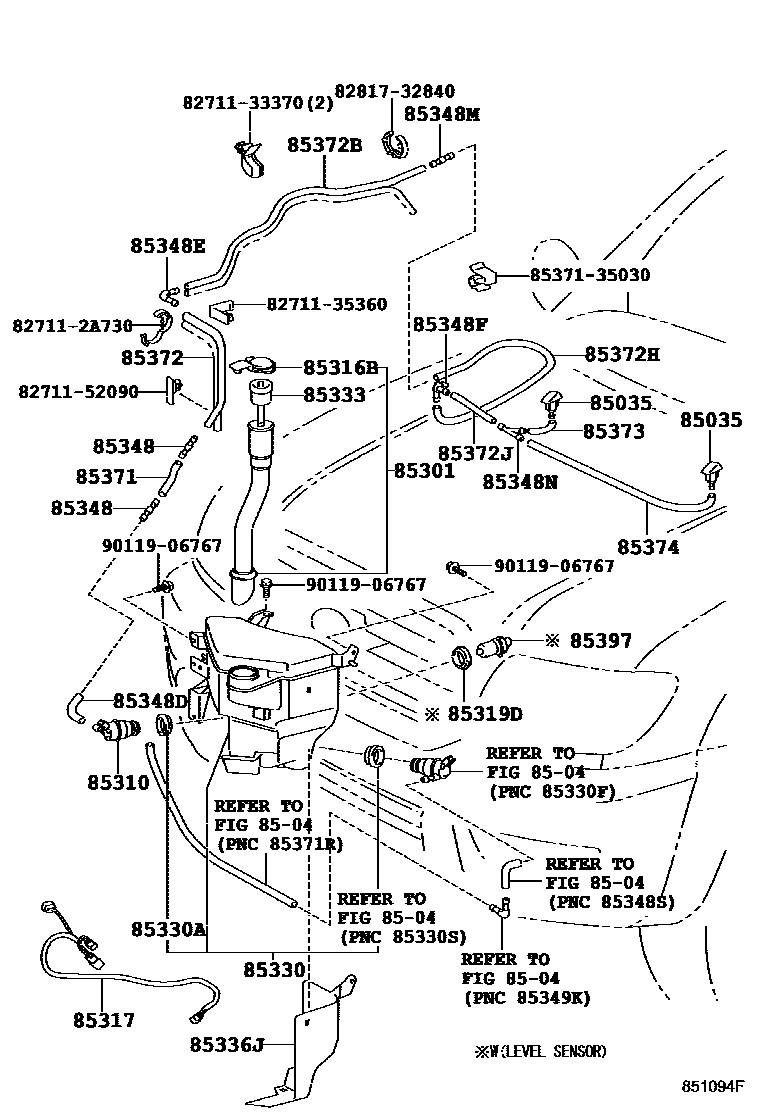 82817-32840
82711-33370(2)
85348M
85372B
85348E
85371-35030
82711-35360
82711-2A730
85348F
85372
85316B
85372H
82711-52090
85333
85035
85035
85373
85348
85372J
85371
85301
85348N
85348
85374
90119-06767
90119-06767
90119-06767
※ 85397
85348D
※ 85319D
85310
REFER TO
FIG 85-04
(PNC 85330F)
REFER TO
FIG 85-04
(PNC 85371R)
REFER TO
FIG 85-04
(PNC 85348S)
REFER TO
FIG 85-04
(PNC 85330S)
85330A
REFER TO
FIG 85-04
(PNC 85349K)
85330
85317
85336J
※W(LEVEL SENSOR)
851094F